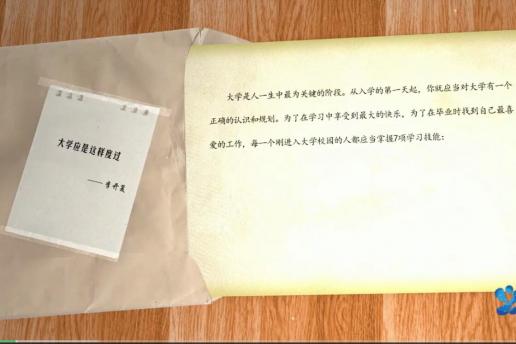 大学应是这样度过
——李开复
大学是人一生中最为关键的阶段。从入学的第一天起，你就应当对大学有一个
正确的认识和规划。为了在学习中享受到最大的快乐，为了在毕业时找到自己最喜
爱的工作，每一个刚进入大学校园的人都应当掌握7项学习技能：